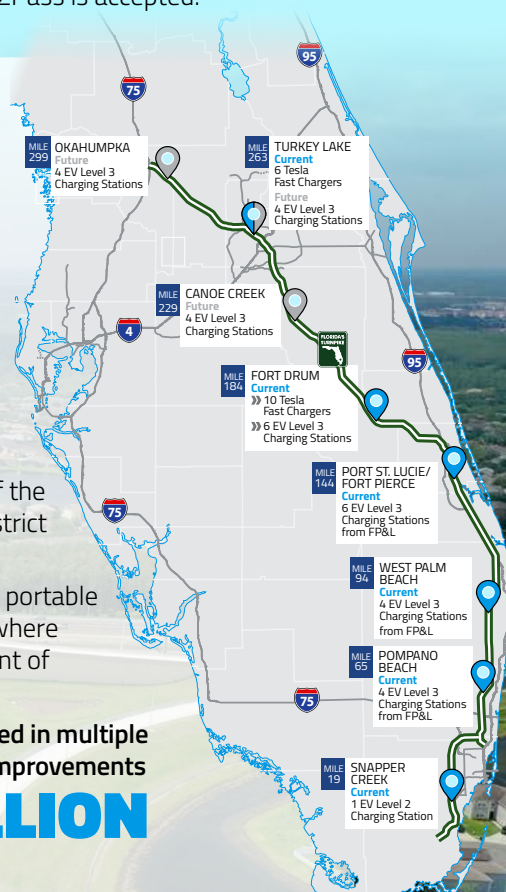 ZPass is accepted.
95
75
MILE
299
OKAHUMPKA
Future
4 EV Level 3
Charging Stations
MILE
263
TURKEY LAKE
Current
6 Tesla
Fast Chargers
Future
4 EV Level 3
Charging Stations
MILE
229
CANOE CREEK
Future
4 EV Level 3
Charging Stations
4
FLORIDA'S
TURNPIKE
95
MILE
184
FORT DRUM
Current
» 10 Tesla
Fast Chargers
» 6 EV Level 3
Charging Stations
MILE
144
PORT ST. LUCIE/
FORT PIERCE
Current
6 EV Level 3
Charging Stations
from FP&L
f the
strict
75
MILE
94
WEST PALM
BEACH
Current
4 EV Level 3
Charging Stations
from FP&L
portable
where
nt of
MILE
65
POMPANO
BEACH
Current
4 EV Level 3
Charging Stations
from FP&L
75
ed in multiple
mprovements
LLION
MILE
19
SNAPPER
CREEK
Current
1 EV Level 2
Charging Station